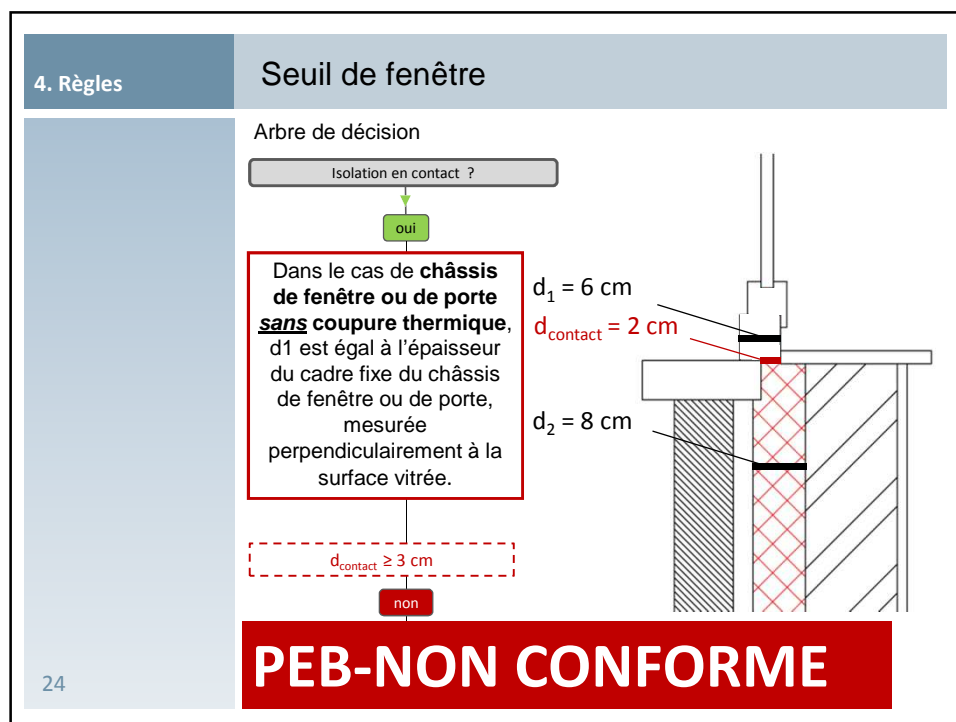 4. Règles
Seuil de fenêtre
Arbre de décision
Isolation en contact ?
oui
Dans le cas de châssis
de fenêtre ou de porte
sans coupure thermique,
d1 est égal à l’épaisseur
du cadre fixe du châssis
de fenêtre ou de porte,
mesurée
perpendiculairement à la
surface vitrée.
d1 = 6 cm
dcontact = 2 cm
d2 = 8 cm
dcontact ≥ 3 cm
non
PEB-NON CONFORME
24